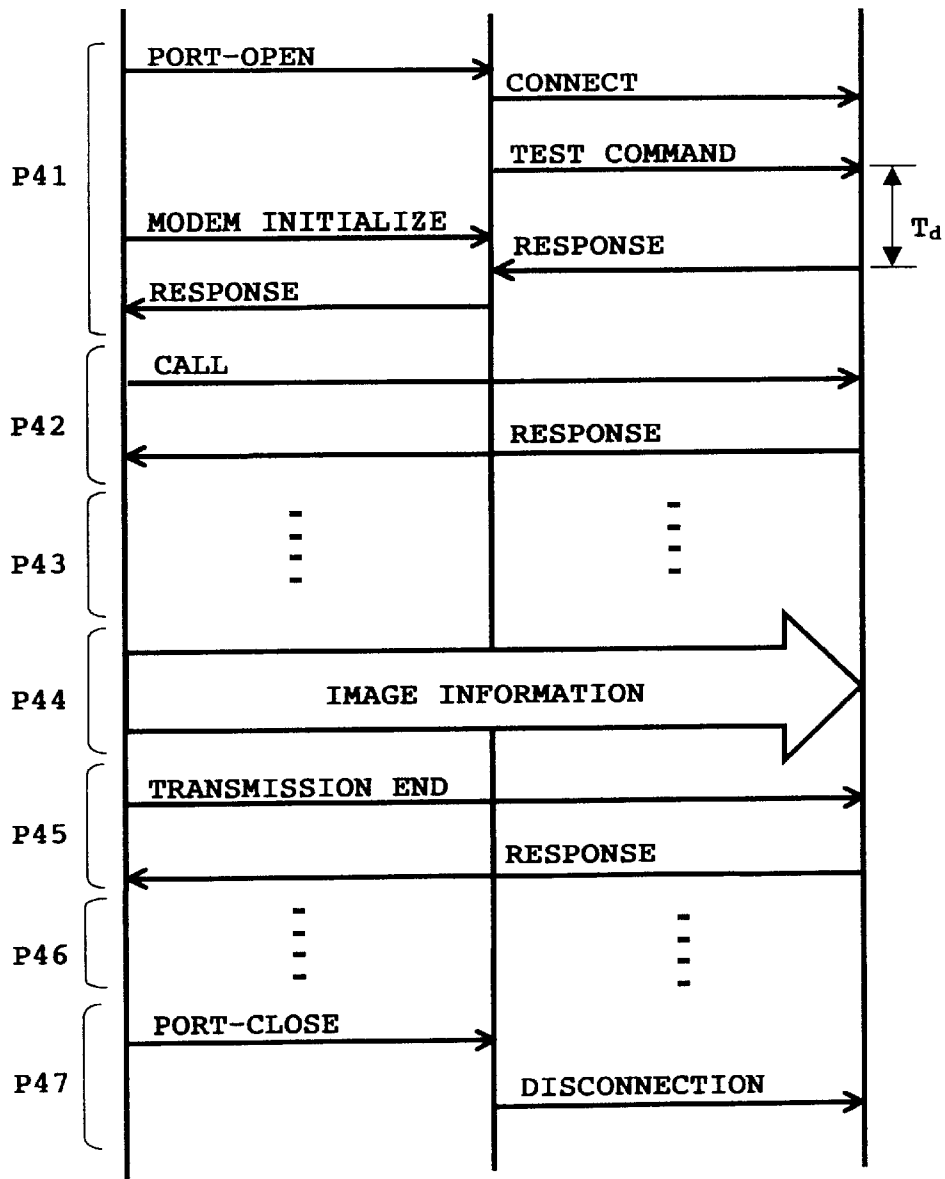 PORT-OPEN
CONNECT
TEST COMMAND
P41
MODEM INITIALIZE
Td
RESPONSE
RESPONSE
CALL
P42
RESPONSE
P43
IMAGE INFORMATION
P44
TRANSMISSION END
P45
RESPONSE
P46
PORT-CLOSE
P47
DISCONNECTION